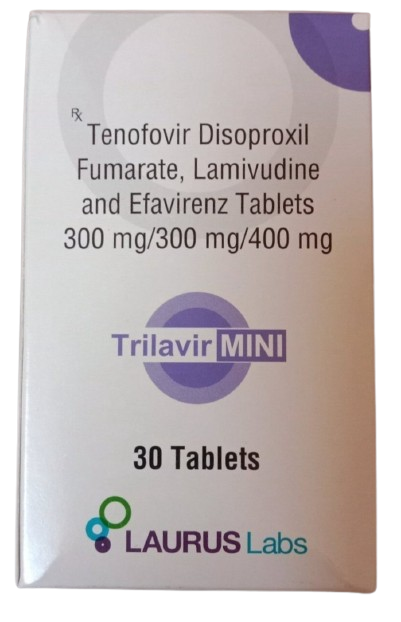 ℞
Tenofovir Disoproxil
Fumarate, Lamivudine
and Efavirenz Tablets
300 mg/300 mg/400 mg
Trilavir MINI
30 Tablets
LAURUS Labs